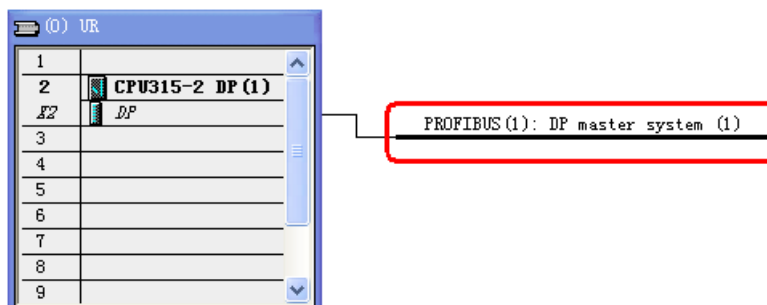 (0) UR
1
2 CPU315-2 DP(1)
X2 DP
3
4
5
6
7
8
9
PROFIBUS(1): DP master system (1)